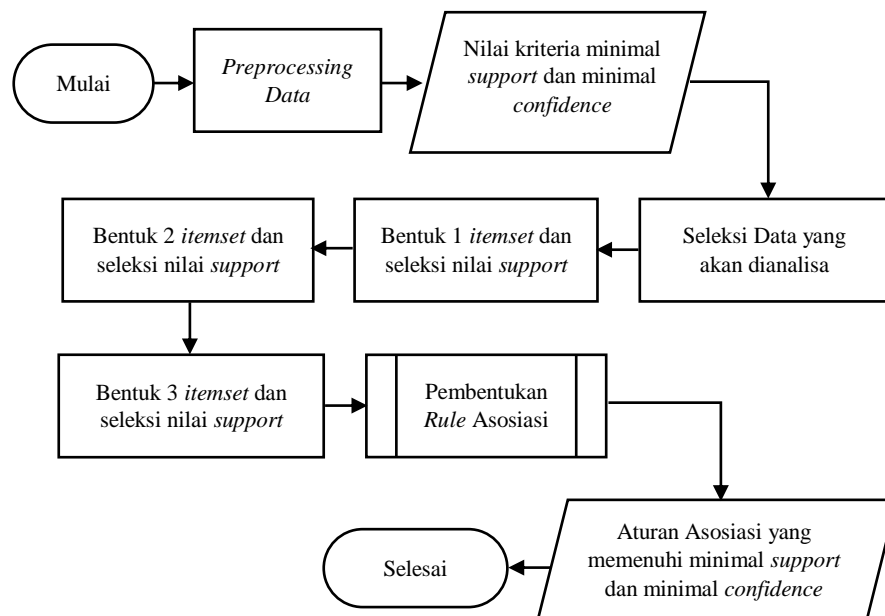 Mulai
Preprocessing
Data
Nilai kriteria minimal
support dan minimal
confidence
Seleksi Data yang
akan dianalisa
Bentuk 1 itemset dan
seleksi nilai support
Bentuk 2 itemset dan
seleksi nilai support
Bentuk 3 itemset dan
seleksi nilai support
Pembentukan
Rule Asosiasi
Aturan Asosiasi yang
memenuhi minimal support
dan minimal confidence
Selesai